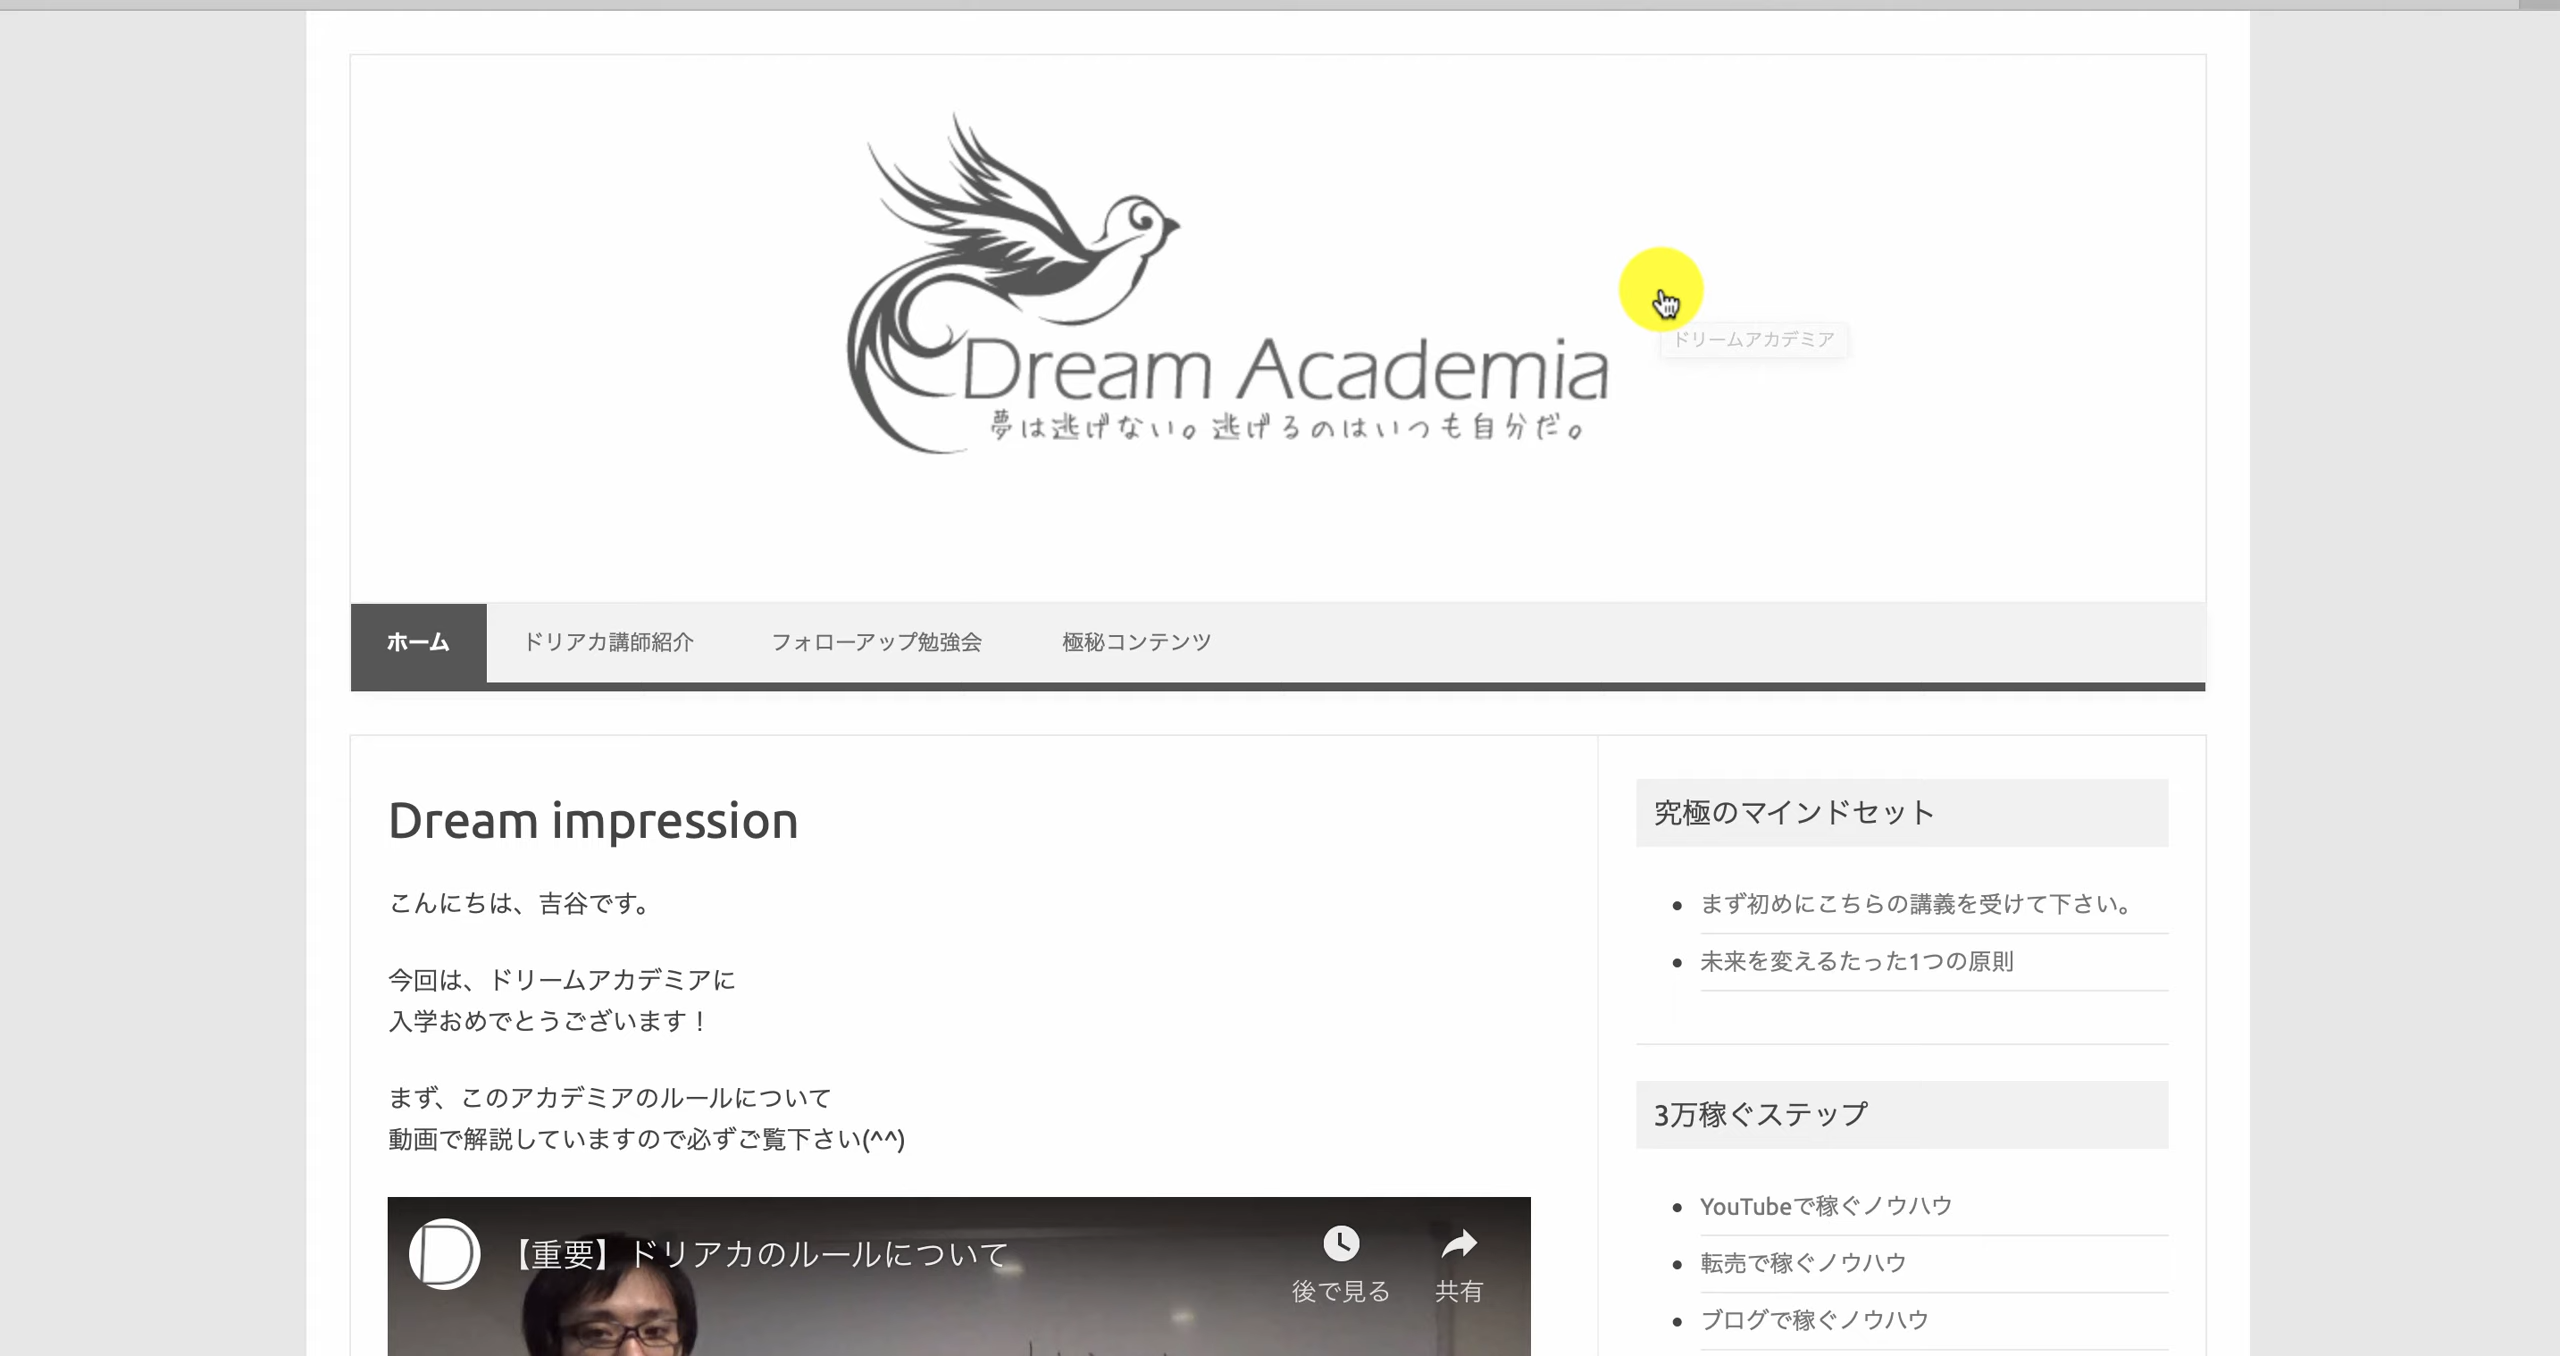 Dream Academia
夢は逃げない。逃げるのはいつも自分だ。
ドリームアカデミア
ホーム
ドリアカ講師紹介
フォローアップ勉強会
極秘コンテンツ
Dream impression
こんにちは、吉谷です。
今回は、ドリームアカデミアに
入学おめでとうございます！
まず、このアカデミアのルールについて
動画で解説していますので必ずご覧下さい(^^)
D
【重要】ドリアカのルールについて
後で見る
共有
究極のマインドセット
まず初めにこちらの講義を受けて下さい。
未来を変えるたった1つの原則
3万稼ぐステップ
YouTubeで稼ぐノウハウ
転売で稼ぐノウハウ
ブログで稼ぐノウハウ